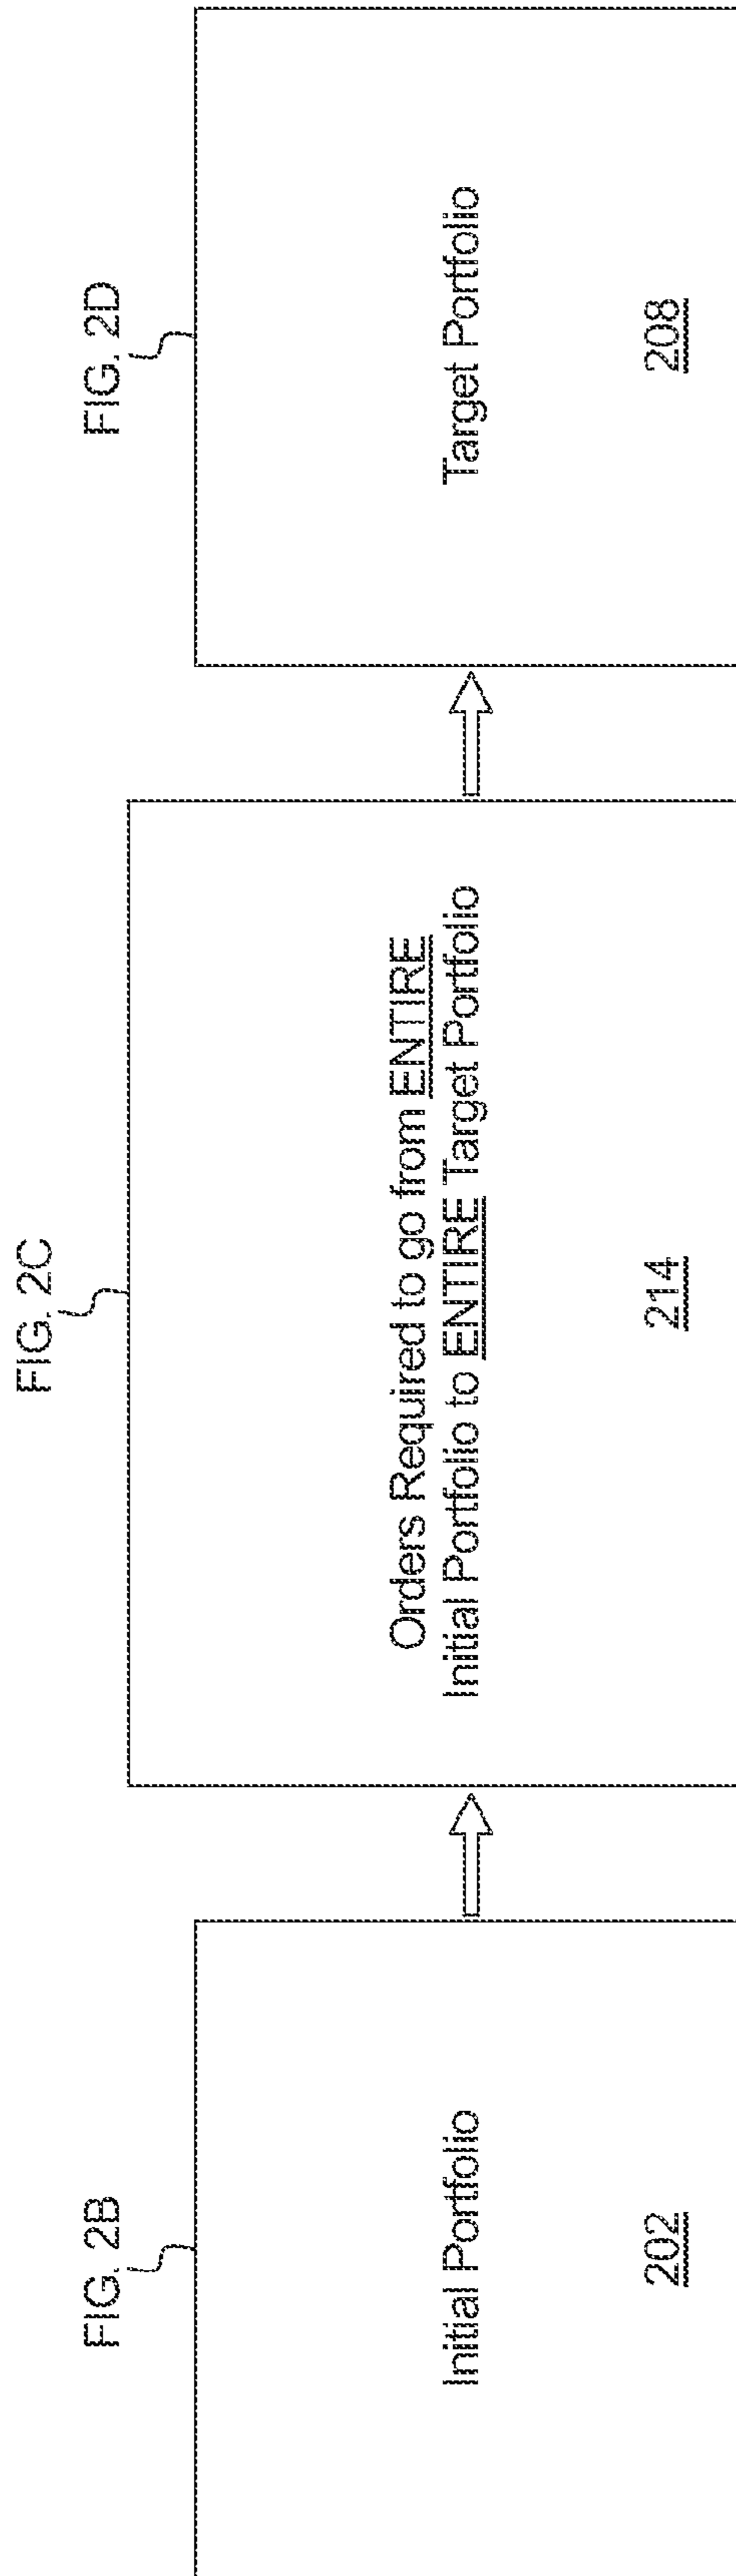 FIG. 2B
Initial Portfolio
202
FIG. 2C
Orders Required to go from ENTIRE
Initial Portfolio to ENTIRE Target Portfolio
214
FIG. 2D
Target Portfolio
208